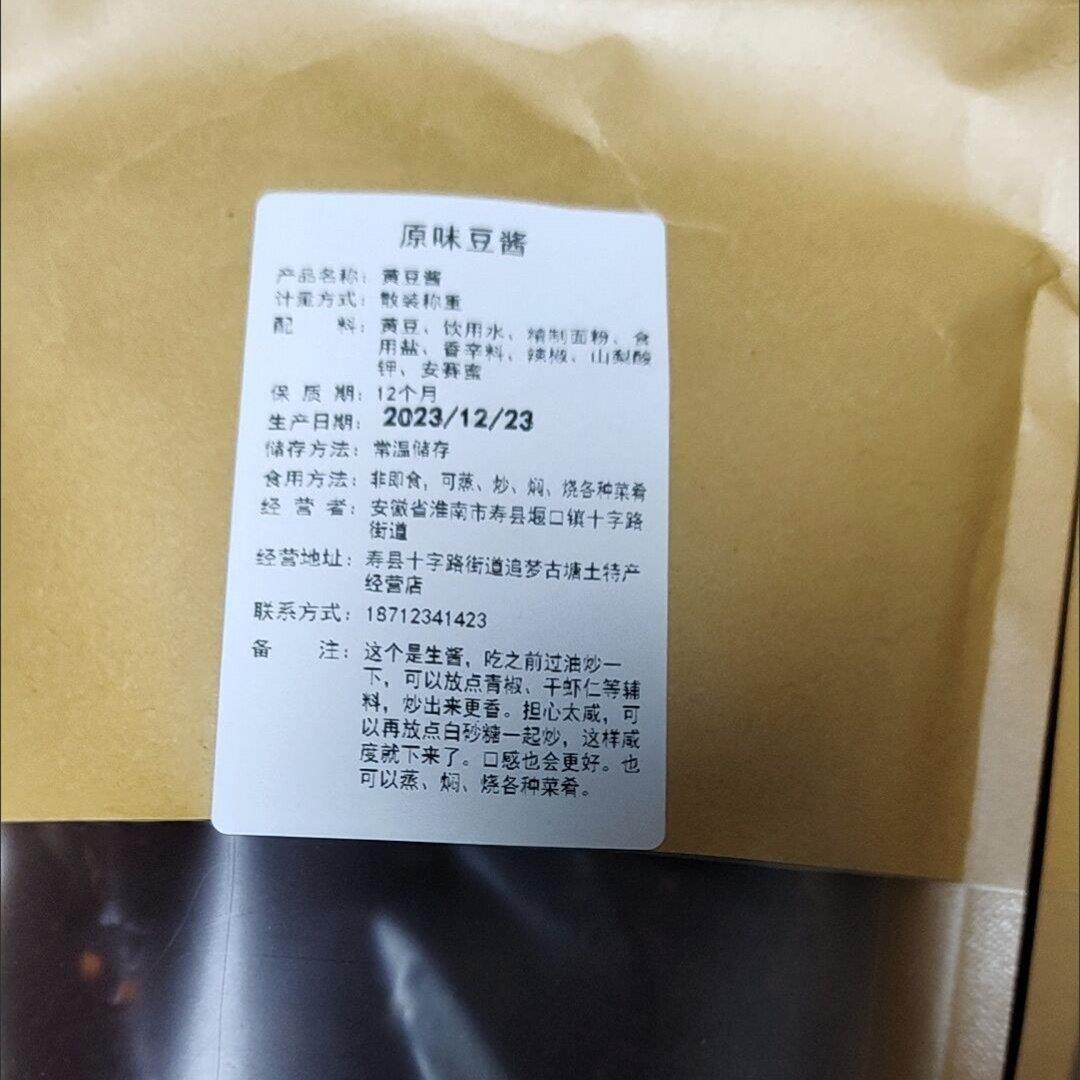 原味豆酱
产品名称：黄豆酱
计量方式：散装称重
配 料：黄豆、饮用水、精制面粉、食
用盐、香辛料、辣椒、山梨酸
钾、安赛蜜
保 质 期：12个月
生产日期：2023/12/23
储存方法：常温储存
食用方法：非即食，可蒸、炒、焖、烧各种菜肴
经 营 者：安徽省淮南市寿县堰口镇十字路
街道
经营地址：寿县十字路街道追梦古塘土特产
经营店
联系方式：18712341423
备 注：这个是生酱，吃之前过油炒一
下，可以放点青椒、干虾仁等辅
料，炒出来更香。担心太咸，可
以再放点白砂糖一起炒，这样咸
度就下来了。口感也会更好。也
可以蒸、焖、烧各种菜肴。